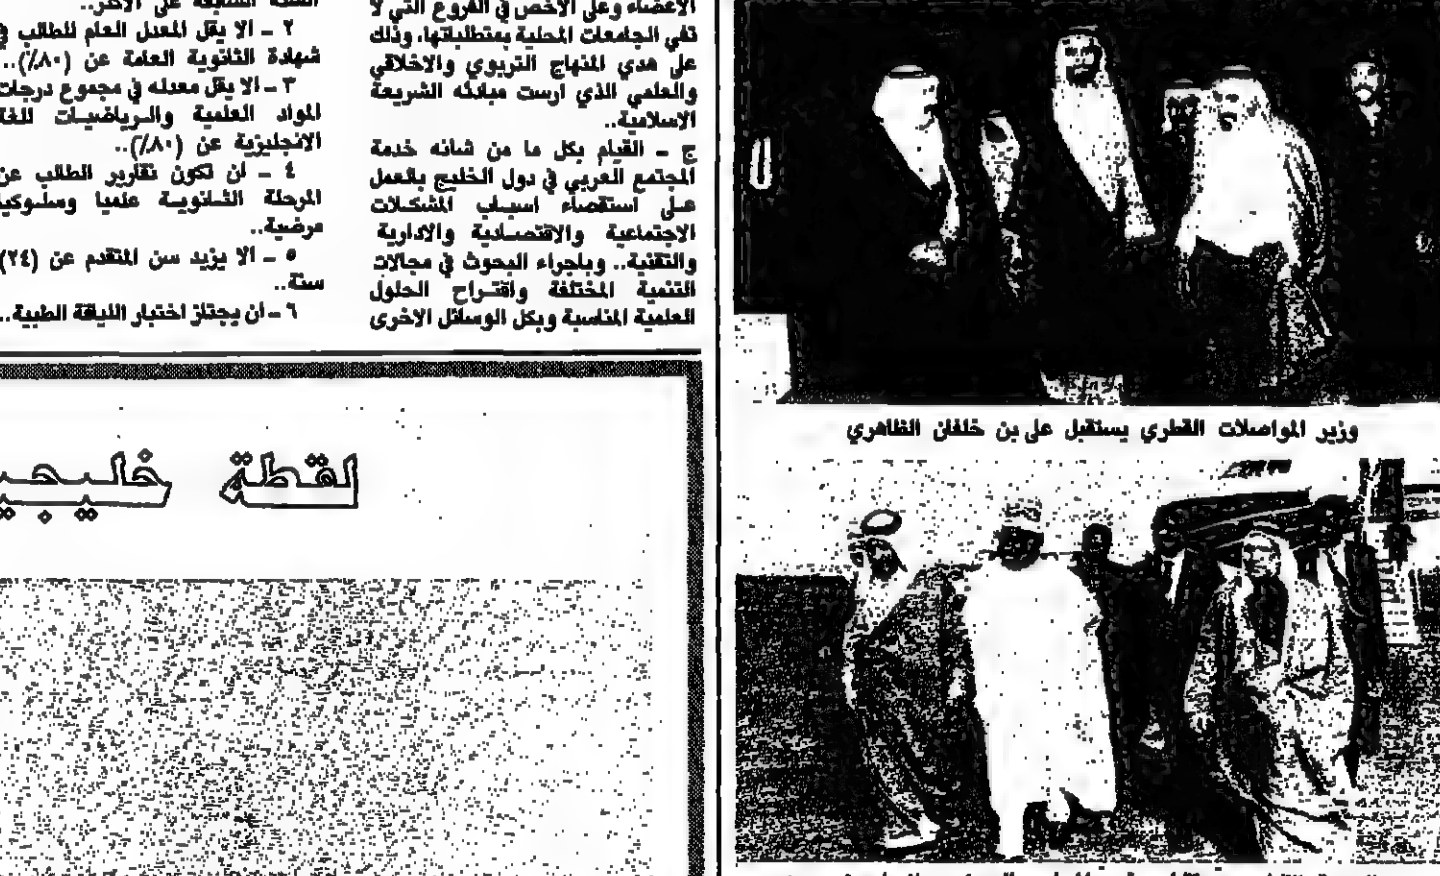 الاعضاء وعلى الاخص في الفروع التي لا
تفي الجامعات المحلية بمتطلباتها، وذلك
على هدي المنهاج التربوي والاخلاقي
والعلمي الذي ارست مبادئه الشريعة
الاسلامية..
ج - القيام بكل ما من شانه خدمة
المجتمع العربي في دول الخليج بالعمل
على استقصاء اسباب المشكلات
الاجتماعية والاقتصادية والادارية
والتقنية.. وباجراء البحوث في مجالات
التنمية المختلفة واقتراح الحلول
العلمية المناسبة وبكل الوسائل الاخرى
٢ - الا يقل المعدل العام للطالب في
شهادة الثانوية العامة عن (٨٠٪)..
٣ - الا يقل معدله في مجموع درجات
المواد العلمية والرياضيات للغة
الانجليزية عن (٨٠٪)..
٤ - ان تكون تقارير الطالب عن
المرحلة الثانوية علميا وسلوكيا
مرضية..
٥ - الا يزيد سن المتقدم عن (٢٤)
سنة..
٦ - ان يجتاز اختبار اللياقة الطبية..
وزير المواصلات القطري يستقبل على بن خلفان الظاهري
لقطة خليجي